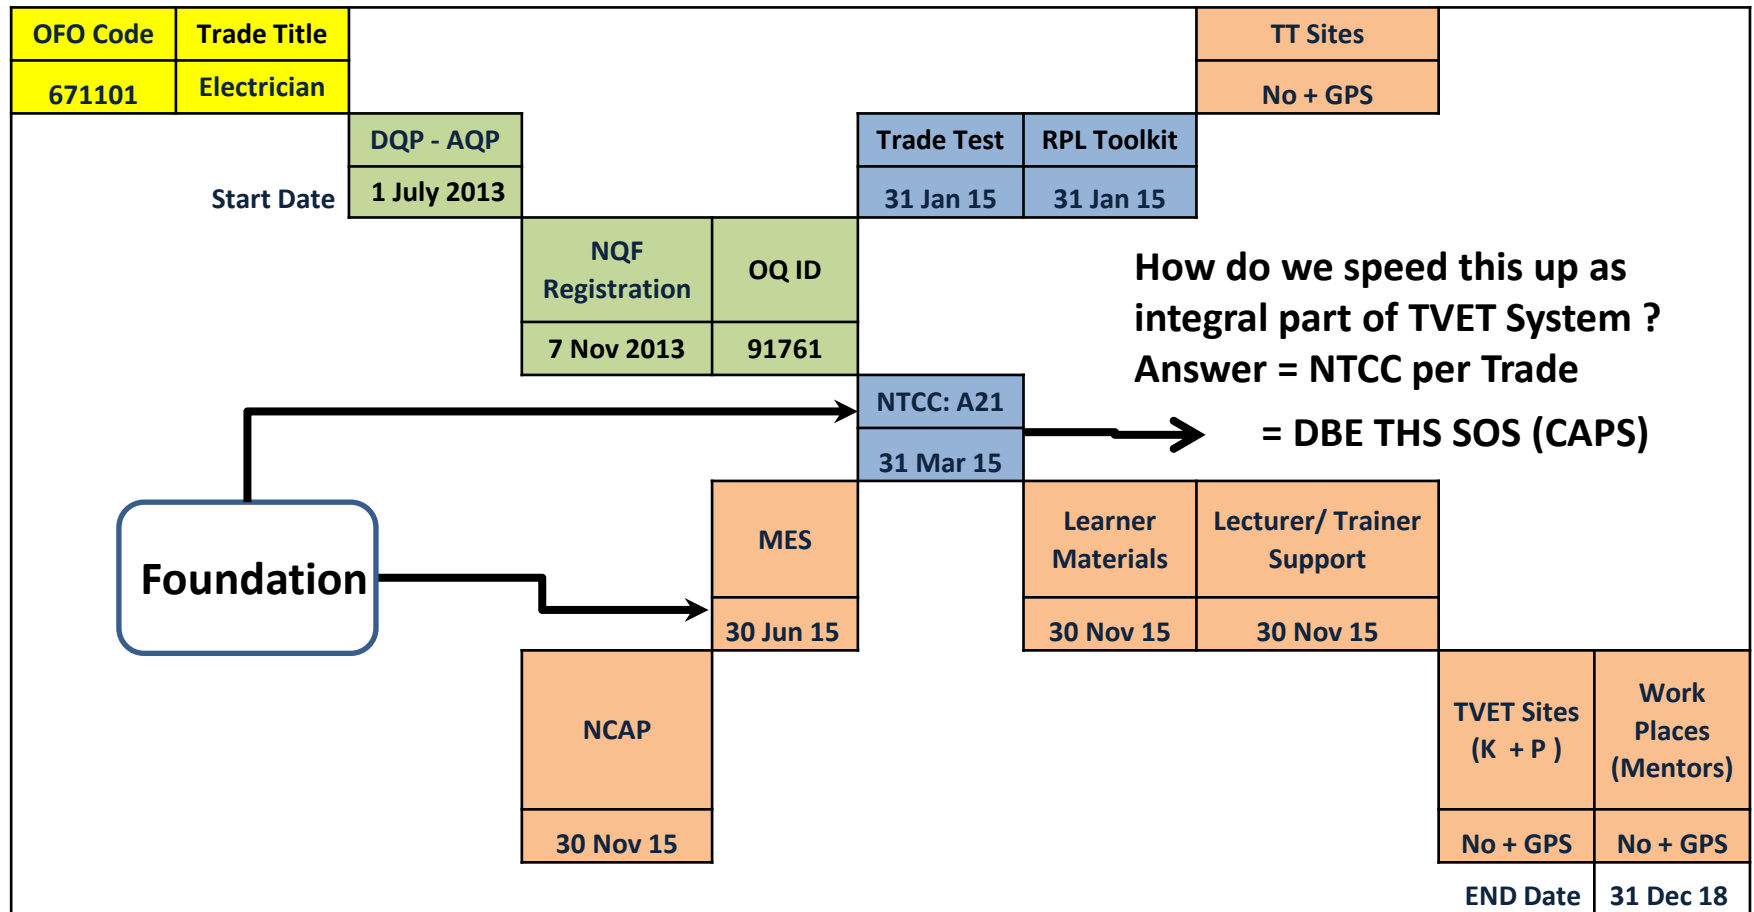 OFO Code
Trade Title
TT Sites
671101
Electrician
No + GPS
DQP - AQP
Trade Test
RPL Toolkit
Start Date
1 July 2013
31 Jan 15
31 Jan 15
NQF
Registration
OQ ID
7 Nov 2013
91761
How do we speed this up as
integral part of TVET System ?
Answer = NTCC per Trade
= DBE THS SOS (CAPS)
NTCC: A21
31 Mar 15
Foundation
MES
30 Jun 15
Learner
Materials
30 Nov 15
Lecturer/ Trainer
Support
30 Nov 15
NCAP
30 Nov 15
TVET Sites
(K + P )
No + GPS
Work
Places
(Mentors)
No + GPS
END Date
31 Dec 18